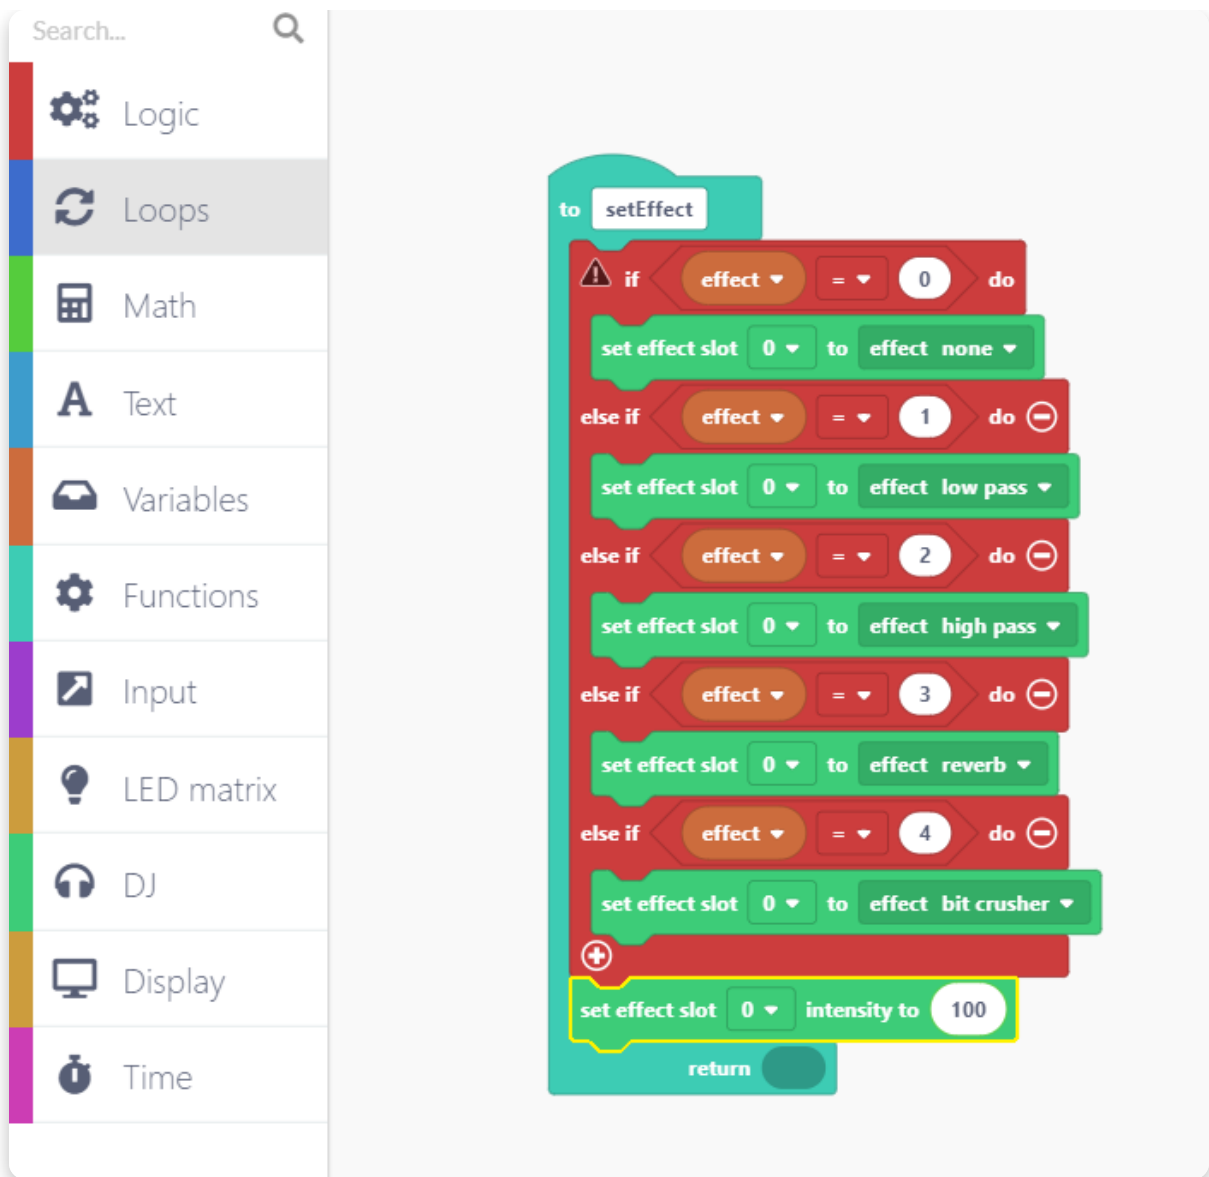 Search...
Logic
Loops
Math
Text
Variables
Functions
Input
LED matrix
DJ
Display
Time
to setEffect
if effect = 0 do
set effect slot 0 to effect none
else if effect = 1 do
set effect slot 0 to effect low pass
else if effect = 2 do
set effect slot 0 to effect high pass
else if effect = 3 do
set effect slot 0 to effect reverb
else if effect = 4 do
set effect slot 0 to effect bit crusher
set effect slot 0 intensity to 100
return